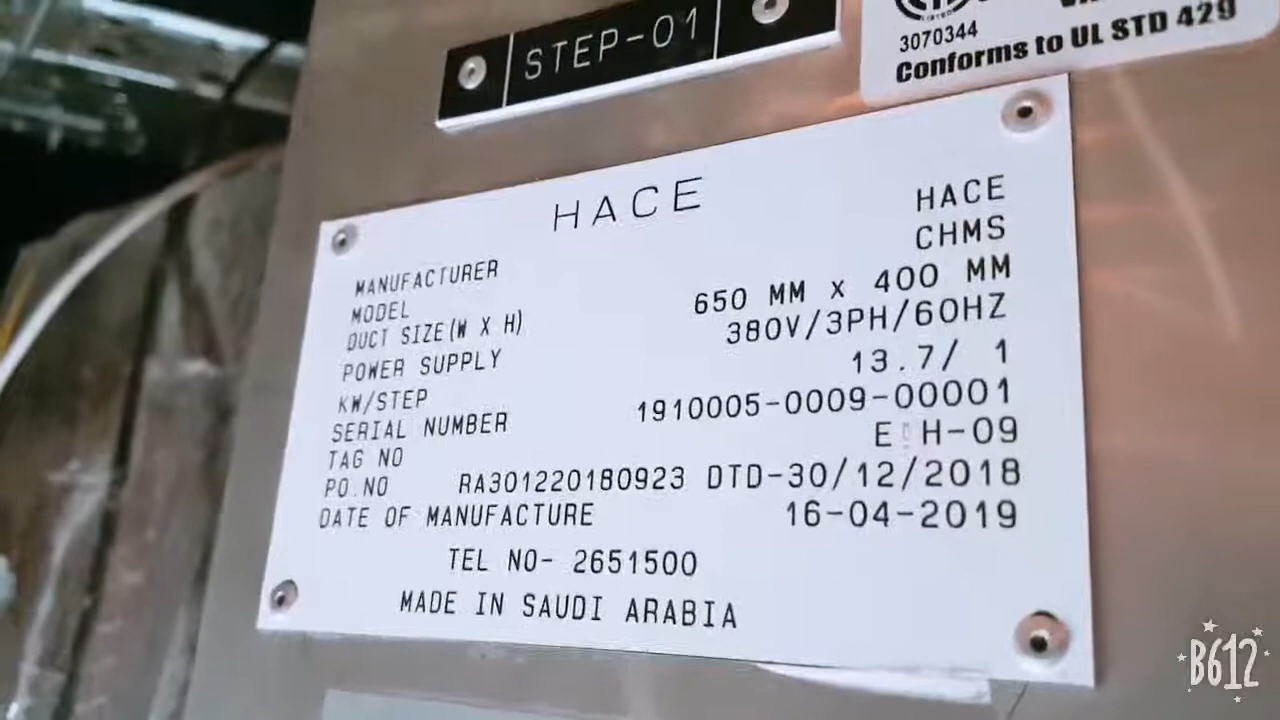 STEP-01
LISTED
3070344
Conforms to UL STD 429
HACE
MANUFACTURER HACE
MODEL CHMS
DUCT SIZE(W X H) 650 MM x 400 MM
POWER SUPPLY 380V/3PH/60HZ
KW/STEP 13.7/ 1
SERIAL NUMBER 1910005-0009-00001
TAG NO E H-09
PO.NO RA301220180923 DTD-30/12/2018
DATE OF MANUFACTURE 16-04-2019
TEL NO- 2651500
MADE IN SAUDI ARABIA
B612